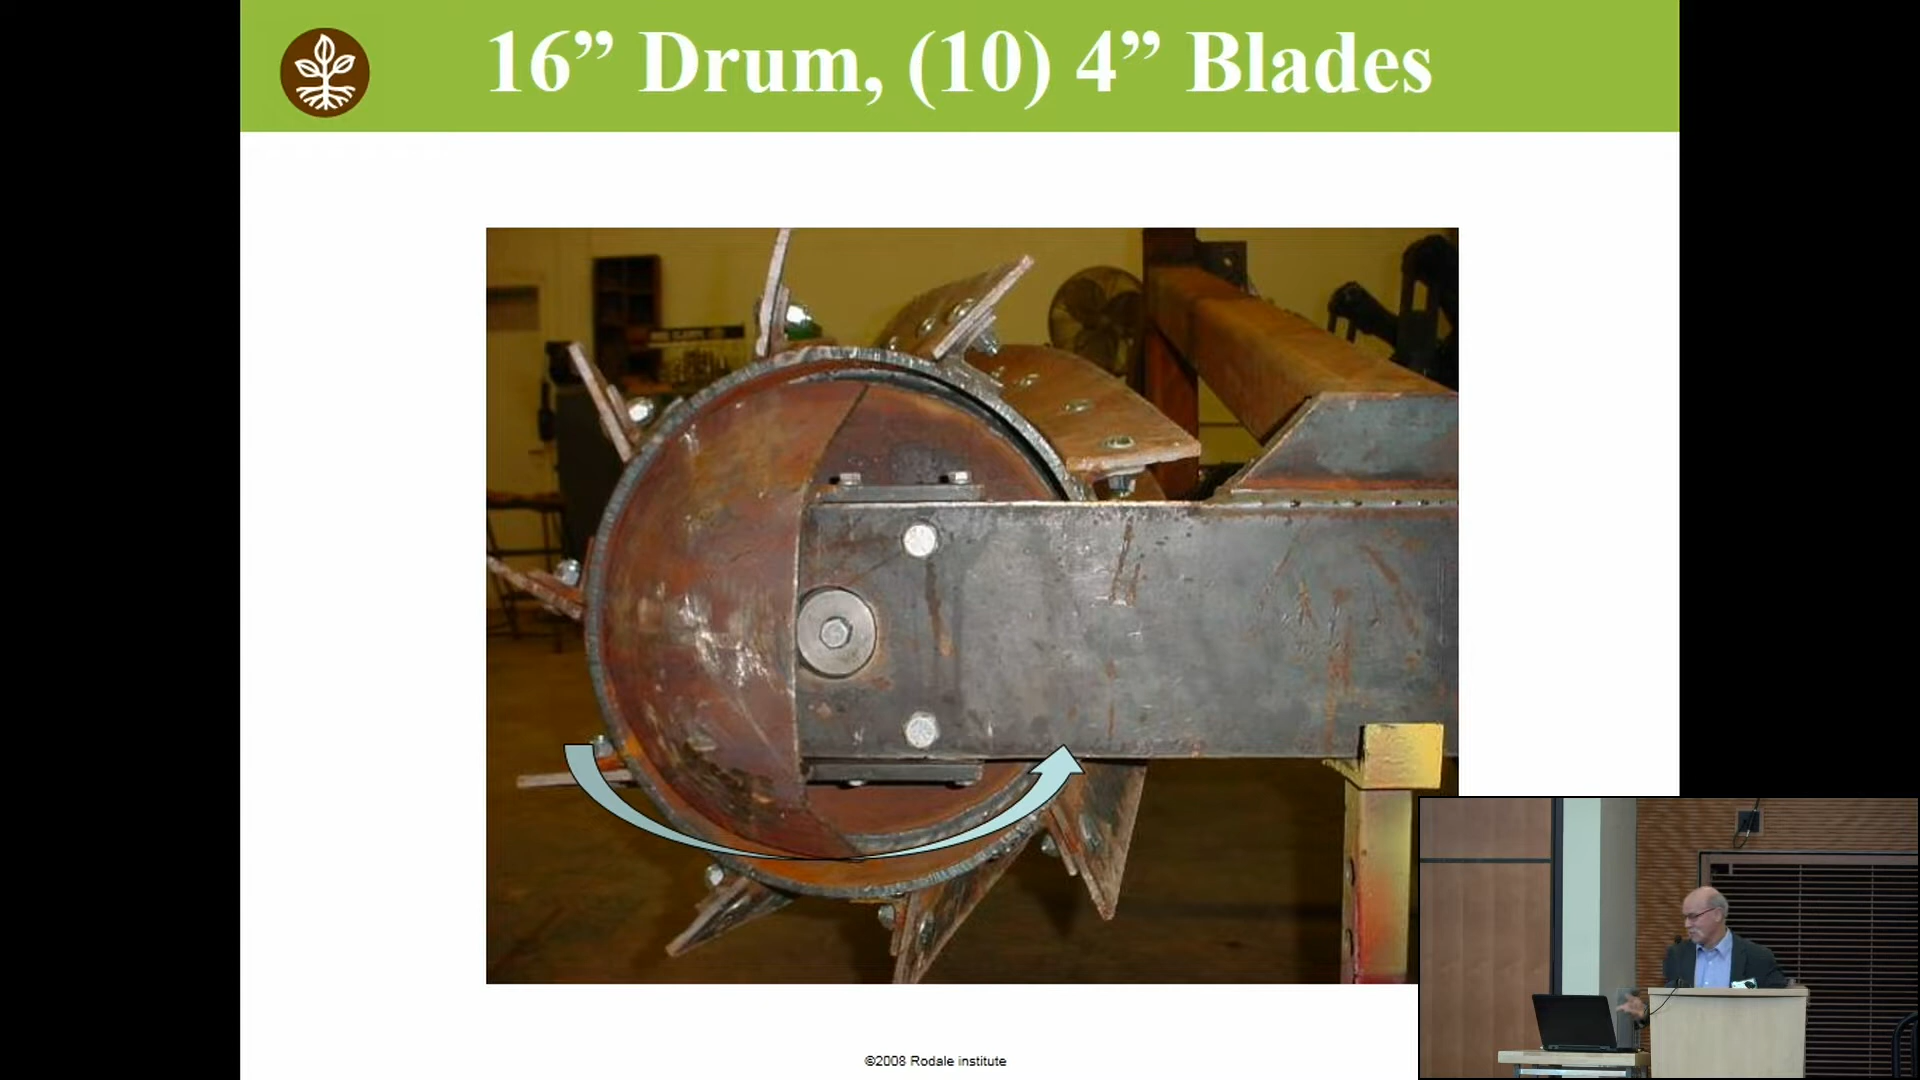 16” Drum, (10) 4” Blades
©2008 Rodale institute